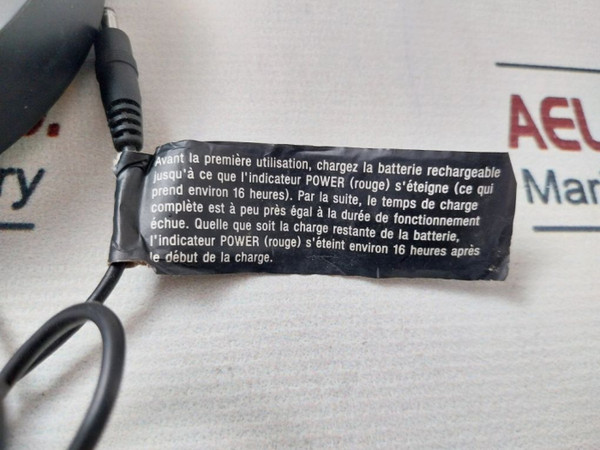 Avant la première utilisation, chargez la batterie rechargeable
jusqu'à ce que l'indicateur POWER (rouge) s'éteigne (ce qui
prend environ 16 heures). Par la suite, le temps de charge
complète est à peu près égal à la durée de fonctionnement
échue. Quelle que soit la charge restante de la batterie,
l'indicateur POWER (rouge) s'éteint environ 16 heures après
le début de la charge.
AEL
Mari